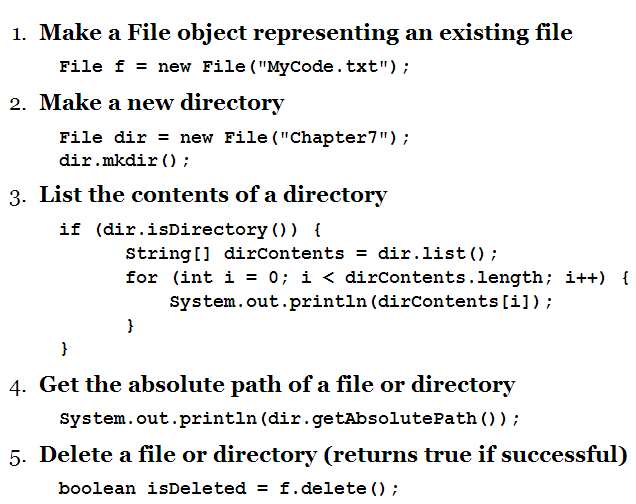 1. Make a File object representing an existing file
File f = new File("MyCode.txt");
2. Make a new directory
File dir = new File("Chapter7");
dir.mkdir();
3. List the contents of a directory
if (dir.isDirectory()) {
String[] dirContents = dir.list();
for (int i = 0; i < dirContents.length; i++) {
System.out.println(dirContents[i]);
}
}
4. Get the absolute path of a file or directory
System.out.println(dir.getAbsolutePath());
5. Delete a file or directory (returns true if successful)
boolean isDeleted = f.delete();